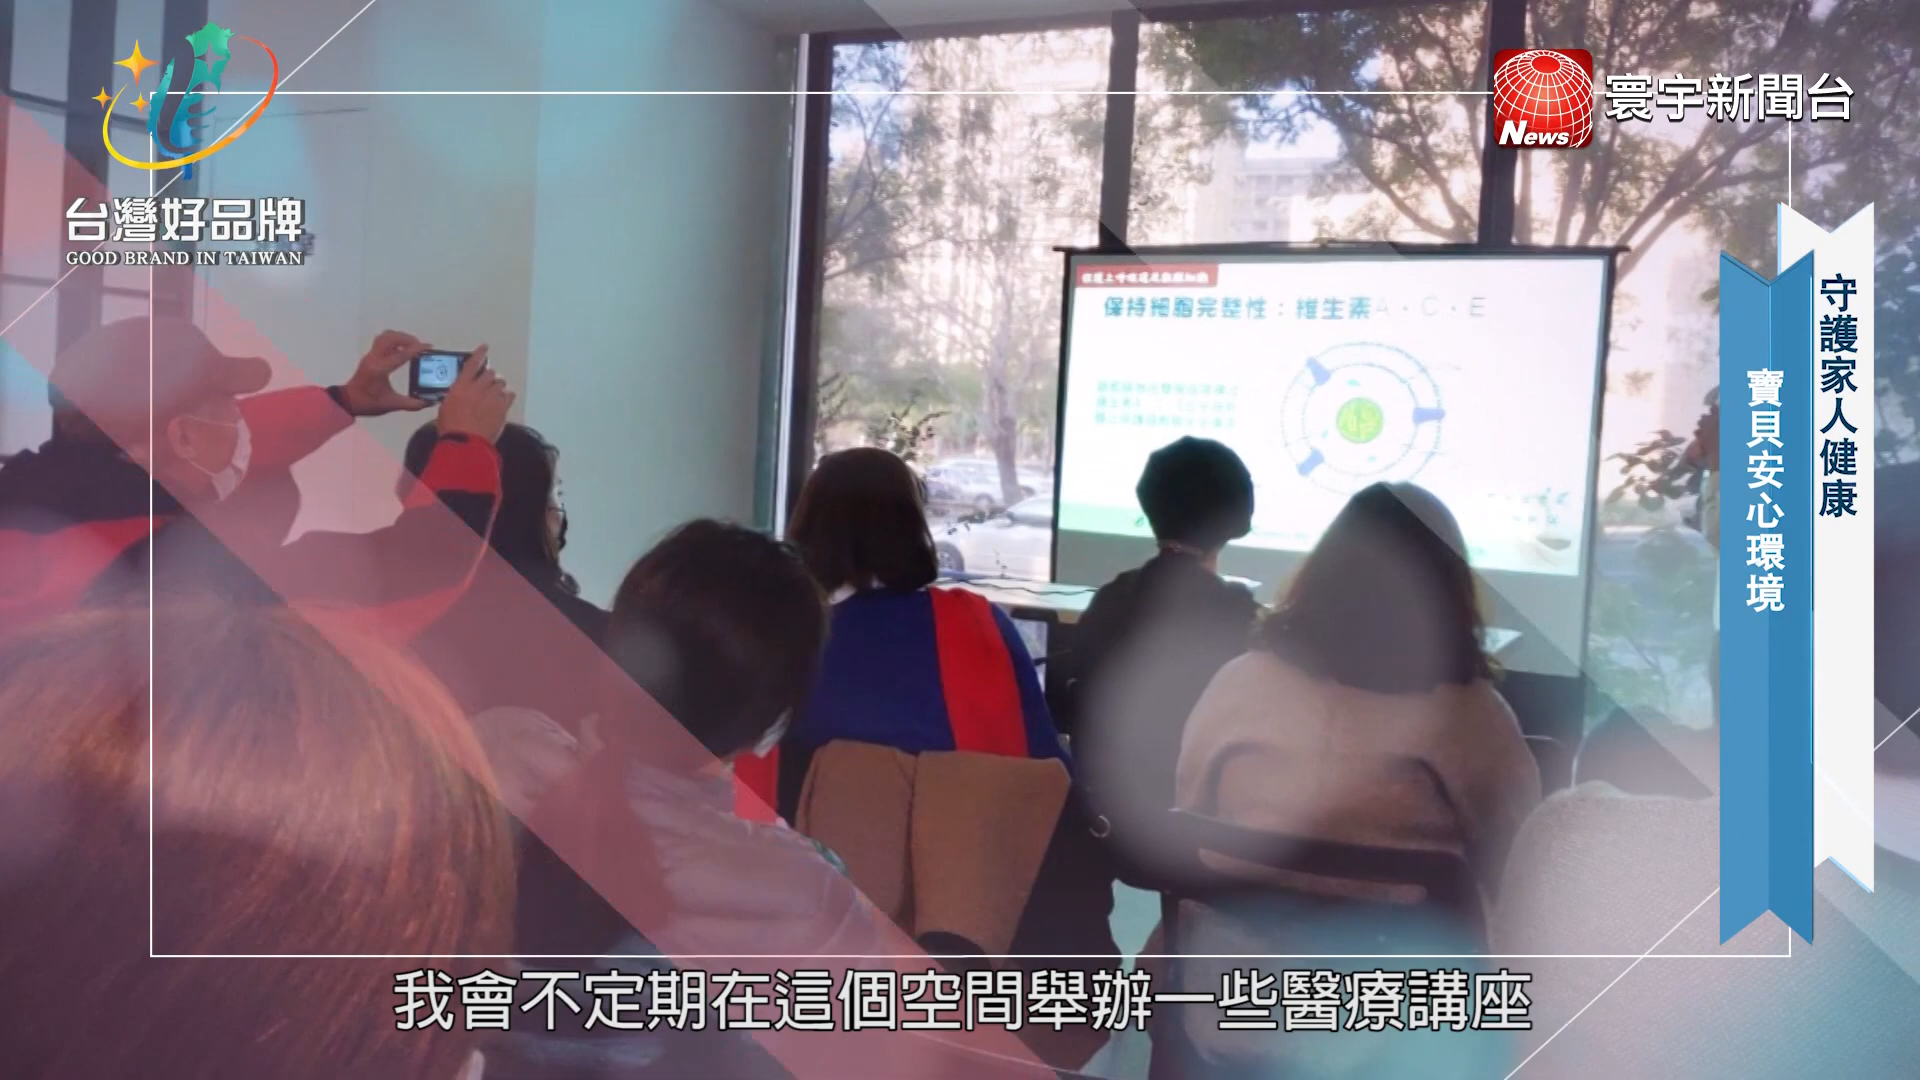 台灣好品牌
GOOD BRAND IN TAIWAN
News
寰宇新聞台
守護家人健康
寶貝安心環境
保持細胞完整性：維生素A、C、E
我會不定期在這個空間舉辦一些醫療講座